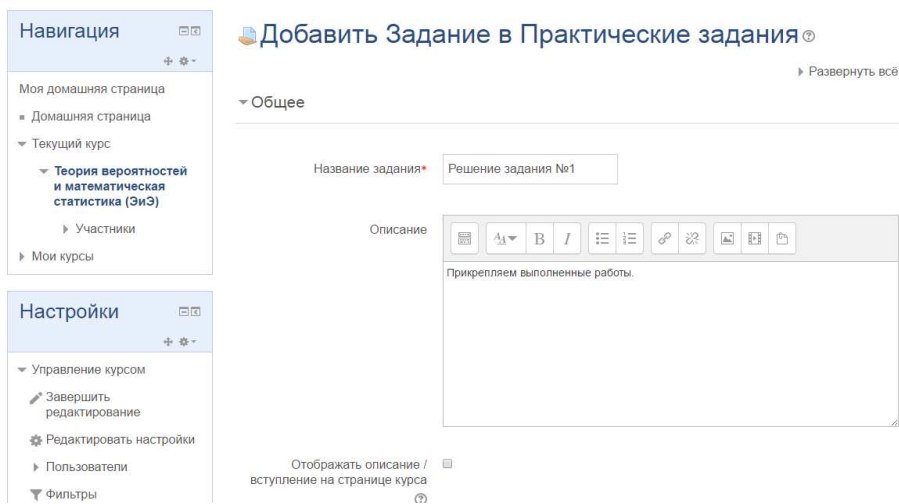 Навигация
Моя домашняя страница
Домашняя страница
Текущий курс
Теория вероятностей
и математическая
статистика (ЭиЭ)
Участники
Мои курсы
Настройки
Управление курсом
Завершить
редактирование
Редактировать настройки
Пользователи
Фильтры
Добавить Задание в Практические задания
Развернуть всё
Общее
Название задания*
Решение задания №1
Описание
B I
Прикрепляем выполненные работы.
Отображать описание /
вступление на странице курса